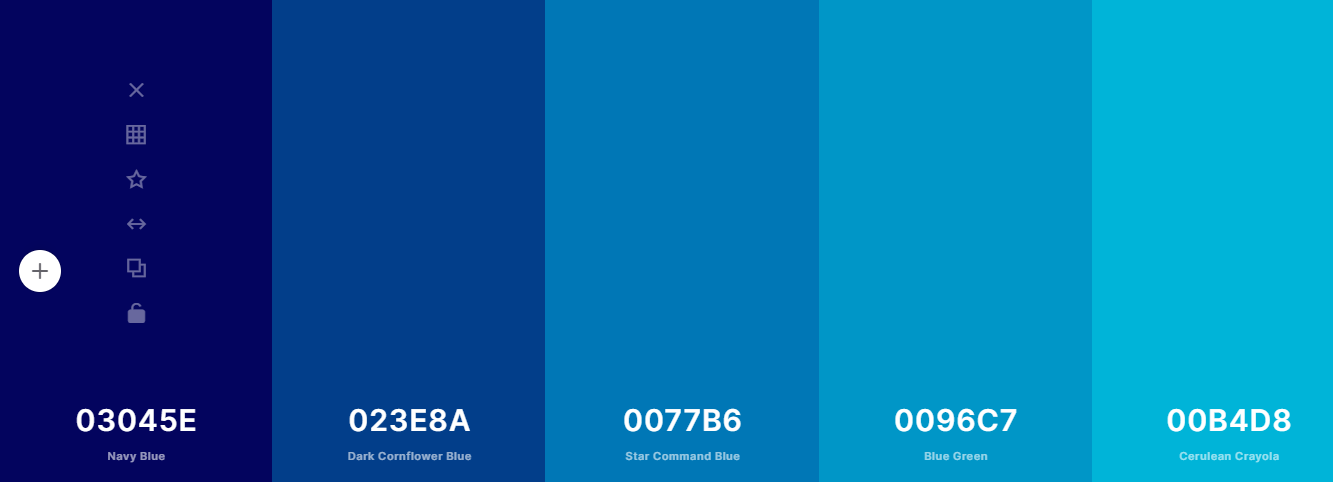 03045E
Navy Blue
023E8A
Dark Cornflower Blue
0077B6
Star Command Blue
0096C7
Blue Green
00B4D8
Cerulean Crayola